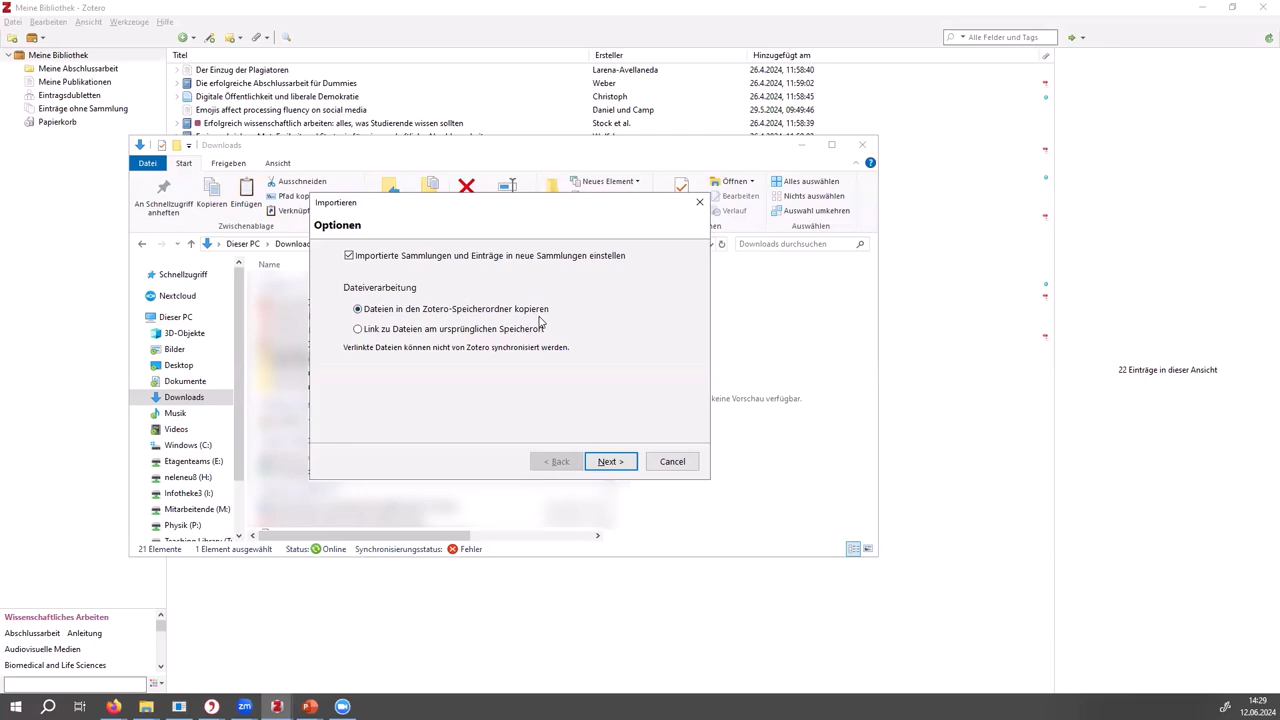 Meine Bibliothek - Zotero
Datei Bearbeiten Ansicht Werkzeuge Hilfe
Alle Felder und Tags
Meine Bibliothek
Meine Abschlussarbeit
Meine Publikationen
Eintragsdubletten
Einträge ohne Sammlung
Papierkorb
Titel Ersteller Hinzugefügt am
Der Einzug der Plagiatoren Larena-Avellaneda 26.4.2024, 11:58:40
Die erfolgreiche Abschlussarbeit für Dummies Weber 26.4.2024, 11:59:02
Digitale Öffentlichkeit und liberale Demokratie Christoph 26.4.2024, 11:58:45
Emojis affect processing fluency on social media Daniel und Camp 29.5.2024, 09:49:46
Erfolgreich wissenschaftlich arbeiten: alles, was Studierende wissen sollten Stock et al. 26.4.2024, 11:58:39
Downloads
Datei Start Freigeben Ansicht
An Schnellzugriff anheften
Kopieren
Einfügen
Ausschneiden
Pfad kop
Verknüpf
Zwischenablage
Neues Element
Öffnen
Bearbeiten
Verlauf
Alles auswählen
Nichts auswählen
Auswahl umkehren
Auswählen
Dieser PC Downloa
Downloads durchsuchen
Name
Schnellzugriff
Nextcloud
Dieser PC
3D-Objekte
Bilder
Desktop
Dokumente
Downloads
Musik
Videos
Windows (C:)
Etagenteams (E:)
neleneu8 (H:)
Infotheke3 (I:)
Mitarbeitende (M:)
Physik (P:)
Importieren
Optionen
Importierte Sammlungen und Einträge in neue Sammlungen einstellen
Dateiverarbeitung
Dateien in den Zotero-Speicherordner kopieren
Link zu Dateien am ursprünglichen Speicherort
Verlinkte Dateien können nicht von Zotero synchronisiert werden.
< Back Next > Cancel
keine Vorschau verfügbar.
21 Elemente 1 Element ausgewählt Status: Online Synchronisierungsstatus: Fehler
22 Einträge in dieser Ansicht
Wissenschaftliches Arbeiten
Abschlussarbeit Anleitung
Audiovisuelle Medien
Biomedical and Life Sciences
zm
14:29
12.06.2024